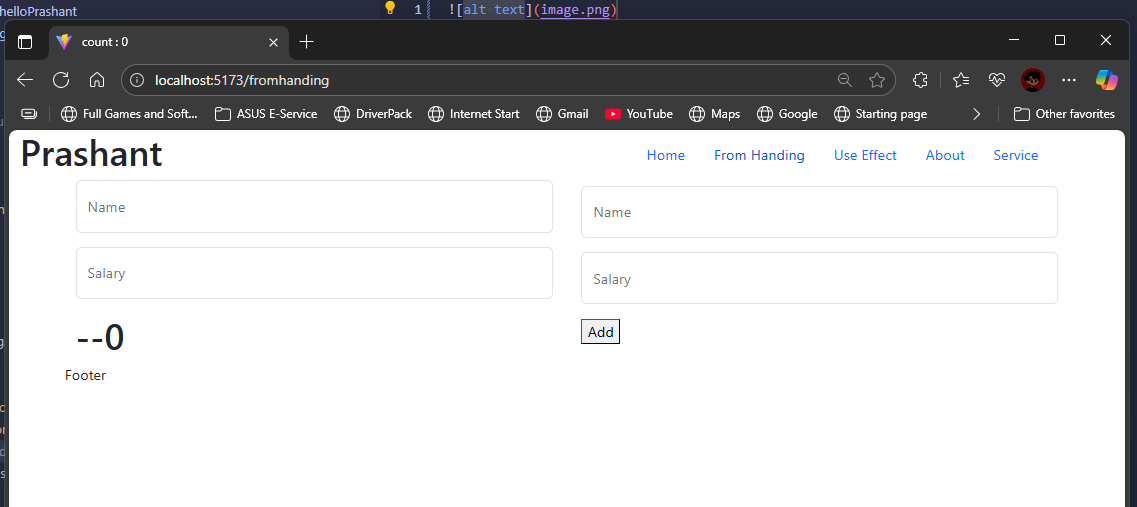 helloPrashant
1 ![alt text](image.png)
count : 0
localhost:5173/fromhanding
Full Games and Soft... ASUS E-Service DriverPack Internet Start Gmail YouTube Maps Google Starting page Other favorites
Prashant Home From Handing Use Effect About Service
Name Name
Salary Salary
--0 Add
Footer